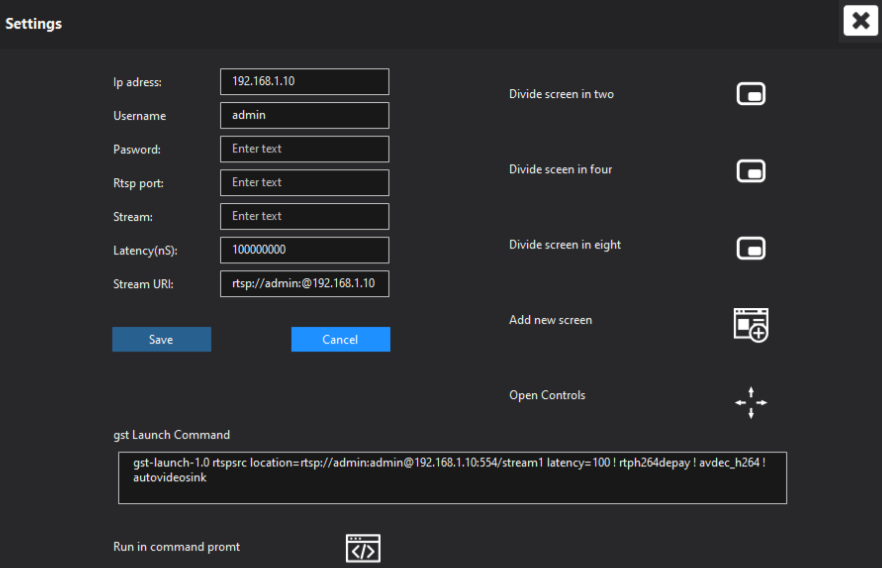 Settings
Ip adress:
192.168.1.10
Username
admin
Pasword:
Enter text
Rtsp port:
Enter text
Stream:
Enter text
Latency(nS):
100000000
Stream URI:
rtsp://admin:@192.168.1.10
Save
Cancel
Divide screen in two
Divide sceen in four
Divide screen in eight
Add new screen
Open Controls
gst Launch Command
gst-launch-1.0 rtspsrc location=rtsp://admin:admin@192.168.1.10:554/stream1 latency=100 ! rtph264depay ! avdec_h264 !
autovideosink
Run in command promt